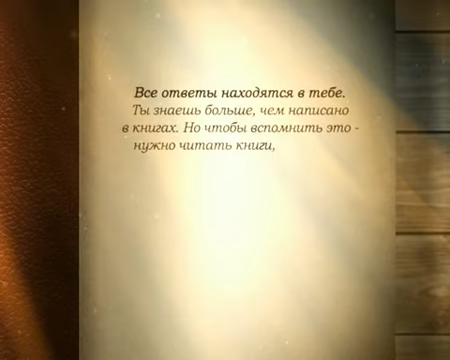 Все ответы находятся в тебе.
Ты знаешь больше, чем написано
в книгах. Но чтобы вспомнить это -
нужно читать книги,